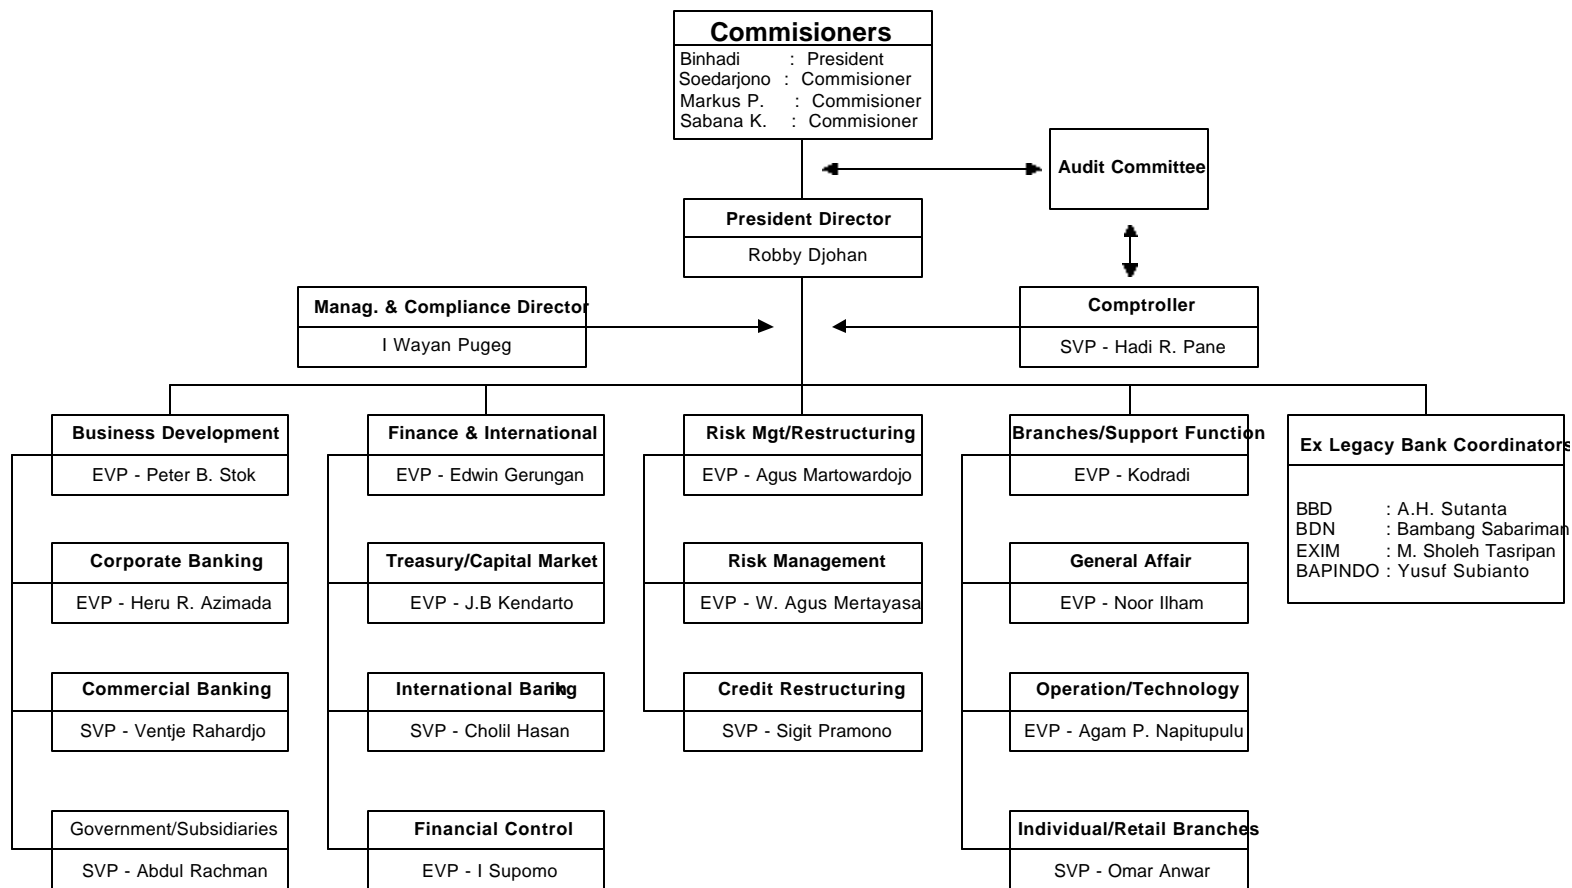 Commisioners
Binhadi : President
Soedarjono : Commisioner
Markus P. : Commisioner
Sabana K. : Commisioner
Audit Committee
President Director
Robby Djohan
Manag. & Compliance Director
I Wayan Pugeg
Comptroller
SVP - Hadi R. Pane
Business Development
EVP - Peter B. Stok
Finance & International
EVP - Edwin Gerungan
Risk Mgt/Restructuring
EVP - Agus Martowardojo
Branches/Support Function
EVP - Kodradi
Ex Legacy Bank Coordinators
BBD : A.H. Sutanta
BDN : Bambang Sabariman
EXIM : M. Sholeh Tasripan
BAPINDO : Yusuf Subianto
Corporate Banking
EVP - Heru R. Azimada
Treasury/Capital Market
EVP - J.B Kendarto
Risk Management
EVP - W. Agus Mertayasa
General Affair
EVP - Noor Ilham
Commercial Banking
SVP - Ventje Rahardjo
International Banking
SVP - Cholil Hasan
Credit Restructuring
SVP - Sigit Pramono
Operation/Technology
EVP - Agam P. Napitupulu
Government/Subsidiaries
SVP - Abdul Rachman
Financial Control
EVP - I Supomo
Individual/Retail Branches
SVP - Omar Anwar